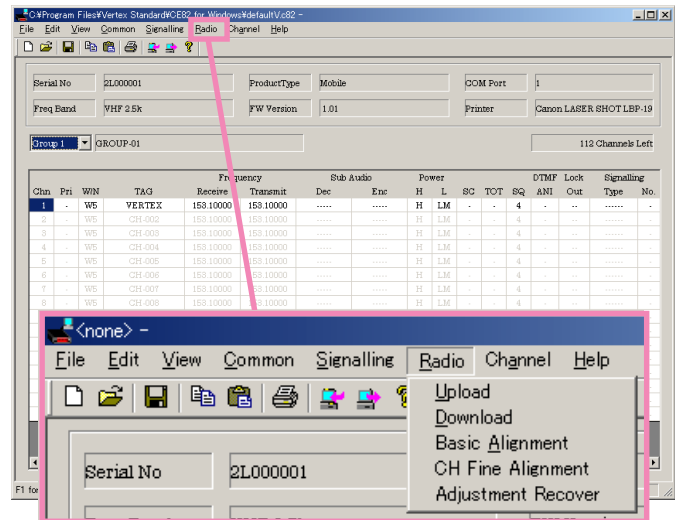 C:¥Program Files¥Vertex Standard¥CE82 for Windows¥defaultV.c82 -
File Edit View Common Signalling Radio Channel Help
Serial No 2L000001 ProductType Mobile COM Port 1
Freq Band VHF 2.5k FW Version 1.01 Printer Canon LASER SHOT LBP-19
Group 1 GROUP-01 112 Channels Left
Frequency Sub Audio Power DTMF Lock Signalling
Chn Pri W/N TAG Receive Transmit Dec Enc H L SC TOT SQ ANI Out Type No.
1 - W5 VERTEX 153.10000 153.10000 ----- ----- H LM - - 4 - -- ------ -
2 - W5 CH-002 153.10000 153.10000 ----- ----- H LM - - 4 - -- ------ -
3 - W5 CH-003 153.10000 153.10000 ----- ----- H LM - - 4 - -- ------ -
4 - W5 CH-004 153.10000 153.10000 ----- ----- H LM - - 4 - -- ------ -
5 - W5 CH-005 153.10000 153.10000 ----- ----- H LM - - 4 - -- ------ -
6 - W5 CH-006 153.10000 153.10000 ----- ----- H LM - - 4 - -- ------ -
7 - W5 CH-007 153.10000 153.10000 ----- ----- H LM - - 4 - -- ------ -
8 - W5 CH-008 153.10000 153.10000 ----- ----- H LM - - 4 - -- ------ -
<none> -
File Edit View Common Signalling Radio Channel Help
Upload
Download
Basic Alignment
CH Fine Alignment
Adjustment Recover
Serial No 2L000001
F1 for